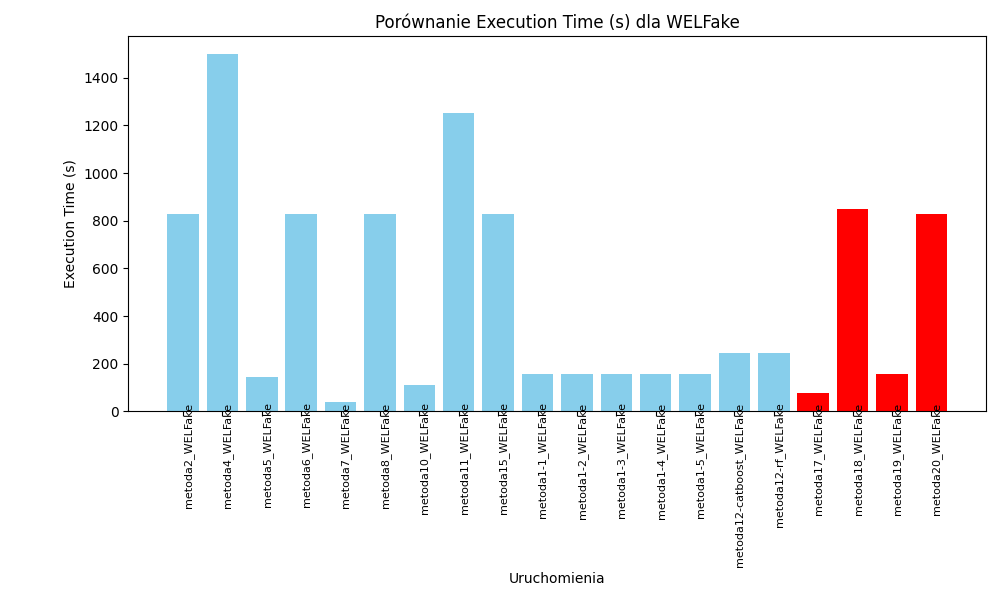 Porównanie Execution Time (s) dla WELFake
Execution Time (s)
1400
1200
1000
800
600
400
200
0
metoda2_WELFake
metoda4_WELFake
metoda5_WELFake
metoda6_WELFake
metoda7_WELFake
metoda8_WELFake
metoda10_WELFake
metoda11_WELFake
metoda15_WELFake
metoda1-1_WELFake
metoda1-2_WELFake
metoda1-3_WELFake
metoda1-4_WELFake
metoda1-5_WELFake
metoda12-catboost_WELFake
metoda12-rf_WELFake
metoda17_WELFake
metoda18_WELFake
metoda19_WELFake
metoda20_WELFake
Uruchomienia